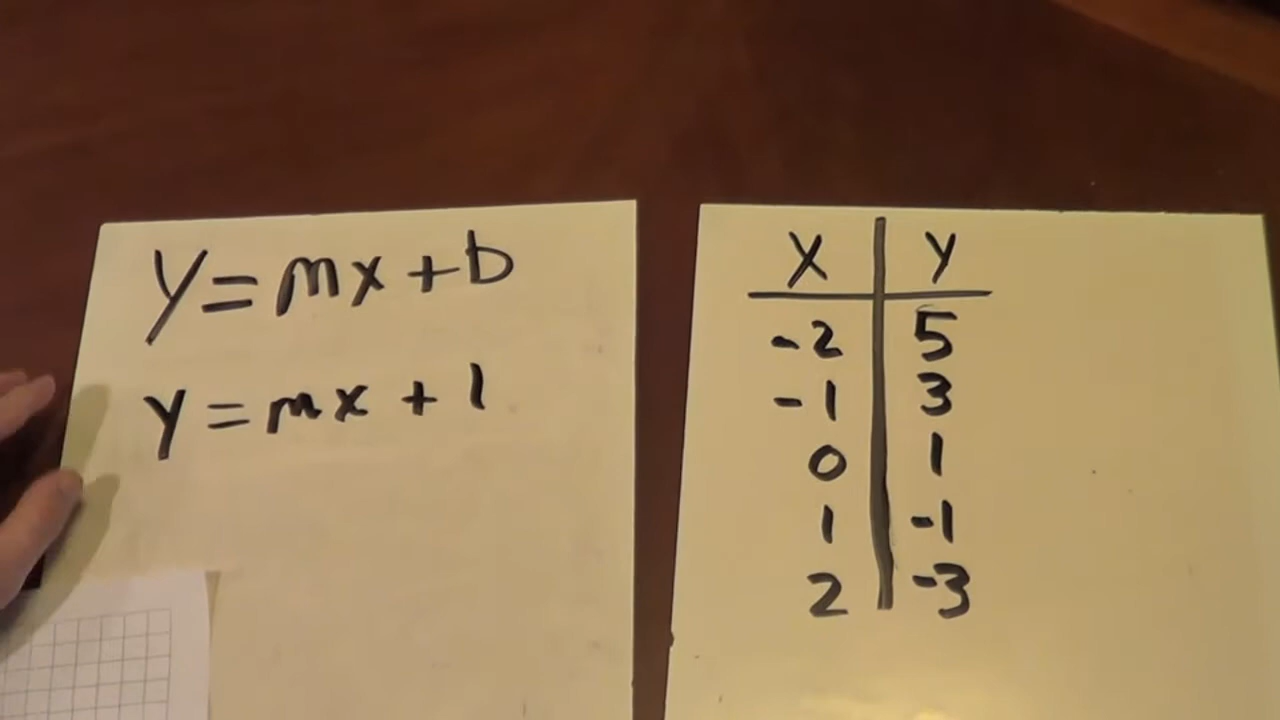 y = mx + b
y = mx + 1
X Y
-2 5
-1 3
0 1
1 -1
2 -3